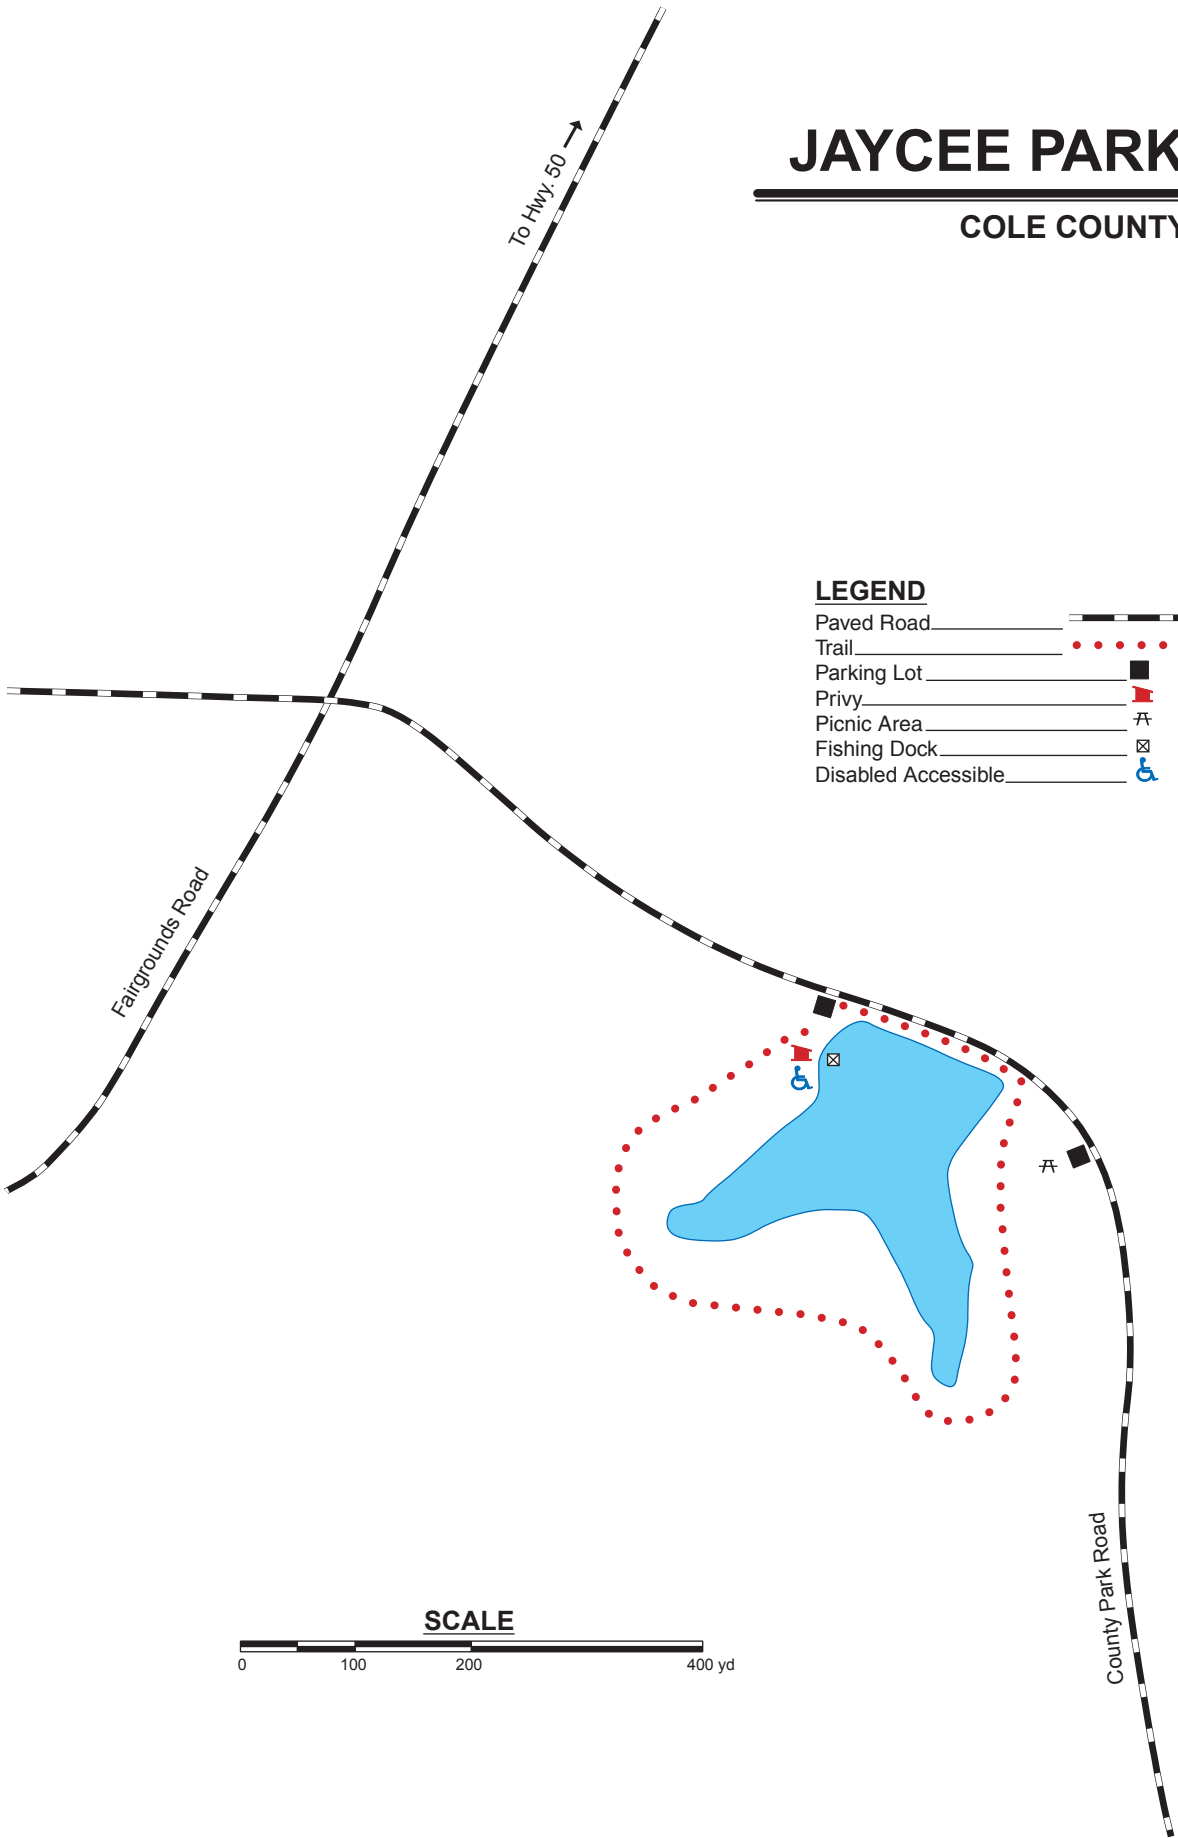 JAYCEE PARK
COLE COUNTY
To Hwy. 50
LEGEND
Paved Road
Trail
Parking Lot
Privy
Picnic Area
Fishing Dock
Disabled Accessible
Fairgrounds Road
County Park Road
SCALE
0 100 200 400 yd